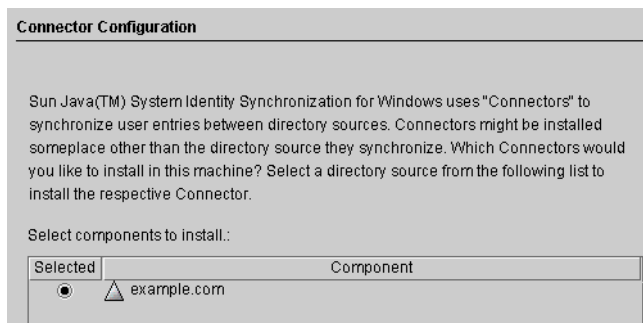 Connector Configuration
Sun Java(TM) System Identity Synchronization for Windows uses "Connectors" to
synchronize user entries between directory sources. Connectors might be installed
someplace other than the directory source they synchronize. Which Connectors would
you like to install in this machine? Select a directory source from the following list to
install the respective Connector.
Select components to install.:
Selected Component
example.com